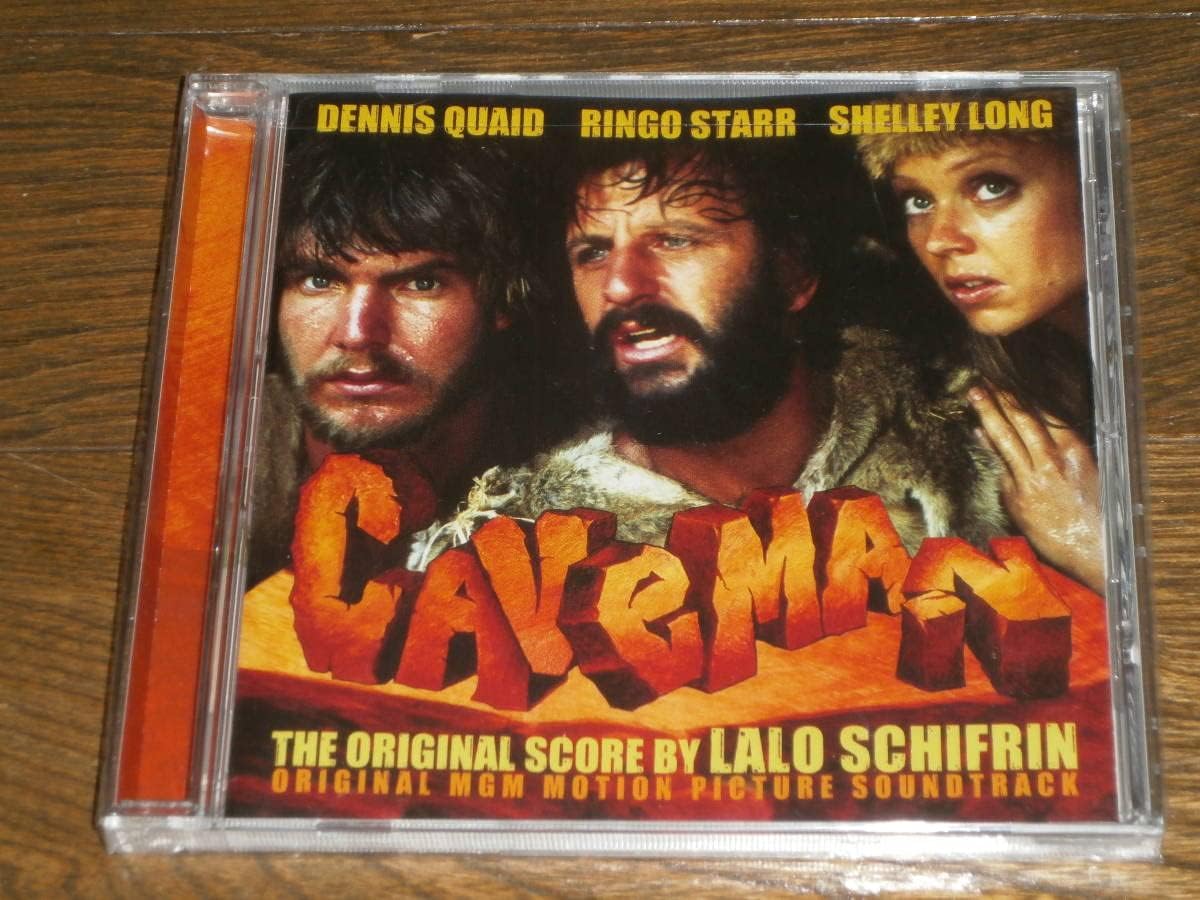 DENNIS QUAID RINGO STARR SHELLEY LONG
CAVEMAN
THE ORIGINAL SCORE BY LALO SCHIFRIN
ORIGINAL MGM MOTION PICTURE SOUNDTRACK